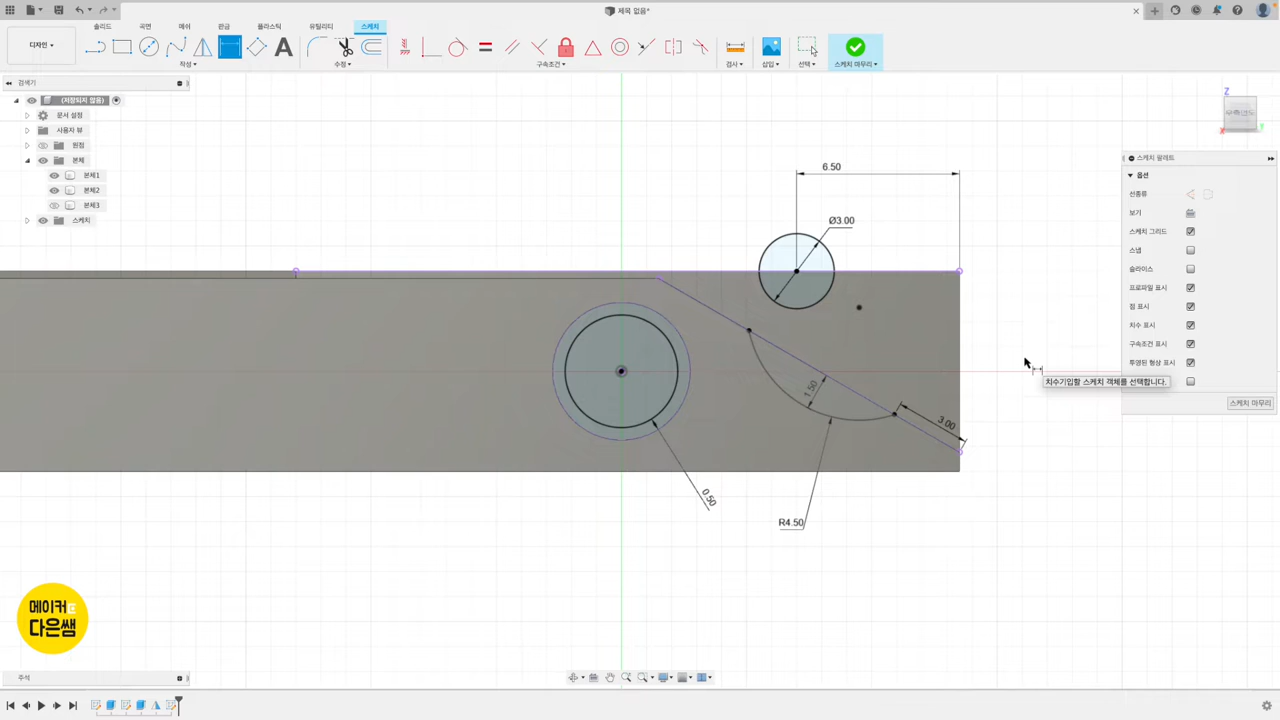 제목 없음*
디자인
솔리드
곡면
메쉬
판금
플라스틱
유틸리티
스케치
작성
수정
구속조건
검사
삽입
선택
스케치 마무리
검색기
(저장되지 않음)
문서 설정
사용자 뷰
원점
본체
본체1
본체2
본체3
스케치
6.50
Ø3.00
1.50
3.00
0.50
R4.50
Z
X
Y
스케치 팔레트
옵션
선종류
보기
스케치 그리드
스냅
슬라이스
프로파일 표시
점 표시
치수 표시
구속조건 표시
투영된 형상 표시
치수기입할 스케치 객체를 선택합니다.
스케치 마무리
메이커
다은쌤
주석